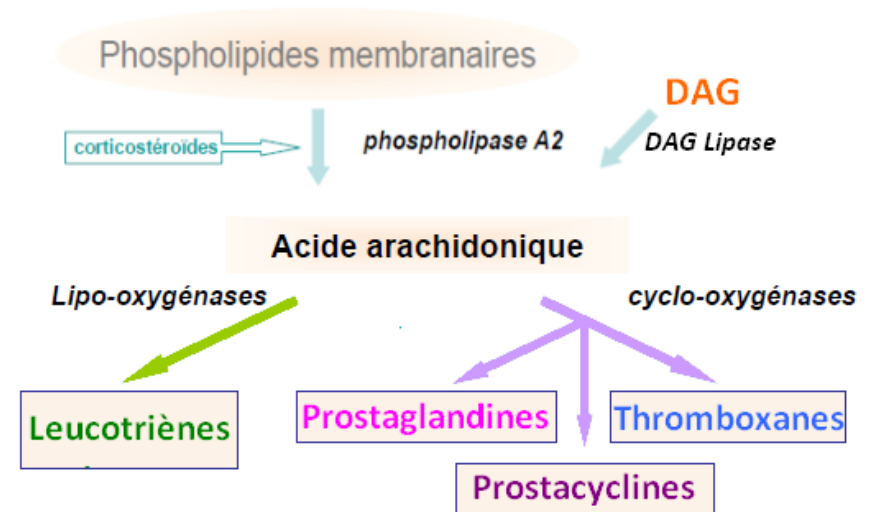 Phospholipides membranaires
DAG
corticostéroïdes
phospholipase A2
DAG Lipase
Acide arachidonique
Lipo-oxygénases
cyclo-oxygénases
Leucotriènes
Prostaglandines
Thromboxanes
Prostacyclines